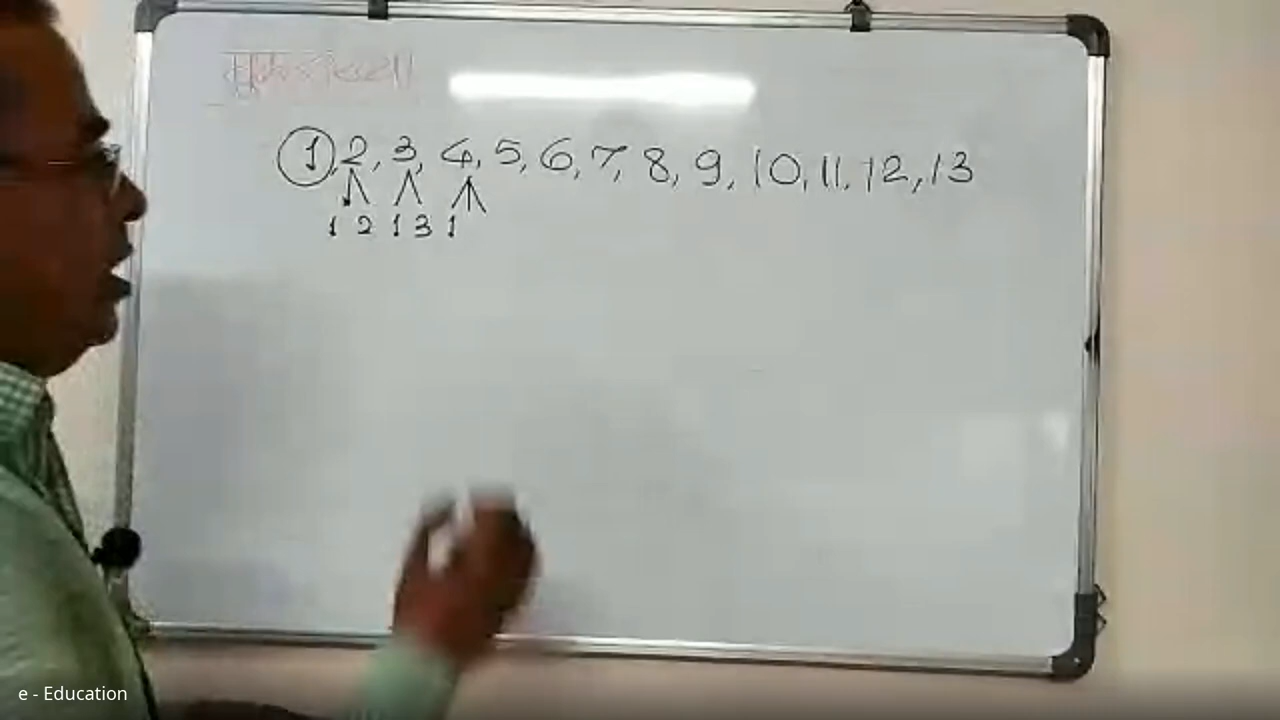 1, 2, 3, 4, 5, 6, 7, 8, 9, 10, 11, 12, 13
1 2 1 3 1
e - Education